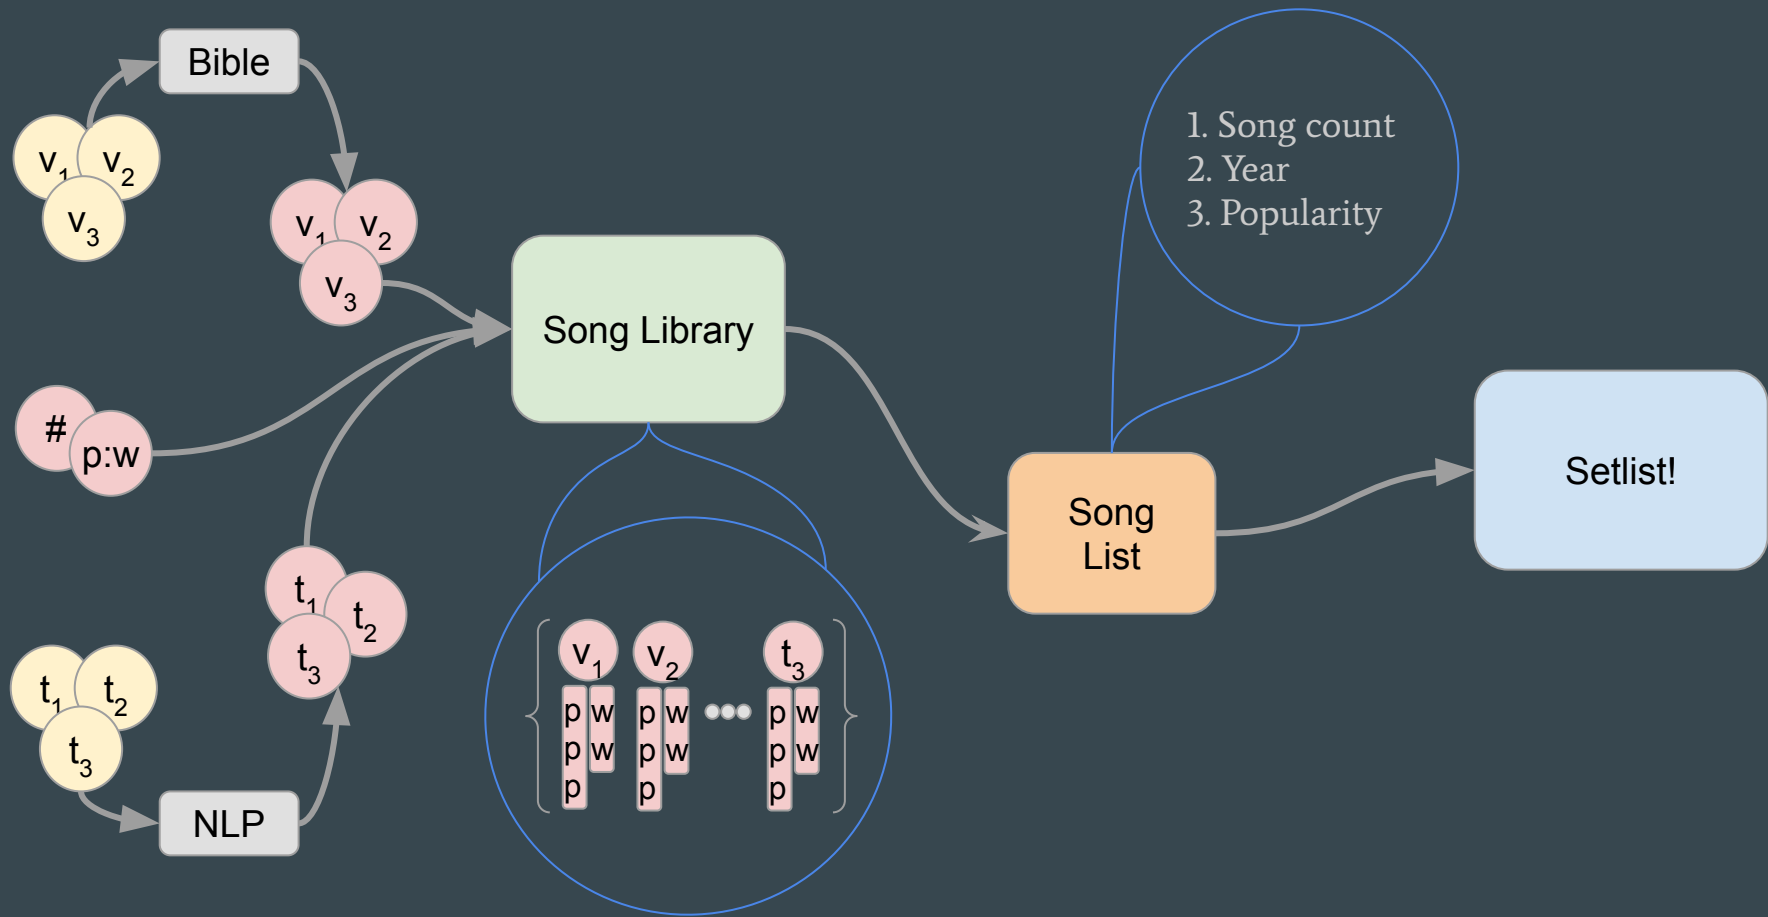 Bible
v1 v2
v3
v1 v2
v3
1. Song count
2. Year
3. Popularity
Song Library
#
p:w
Setlist!
Song
List
t1
t2
t3
t1 t2
t3
NLP
v1 v2 t3
p w p w p w
p w p w p w
p p p